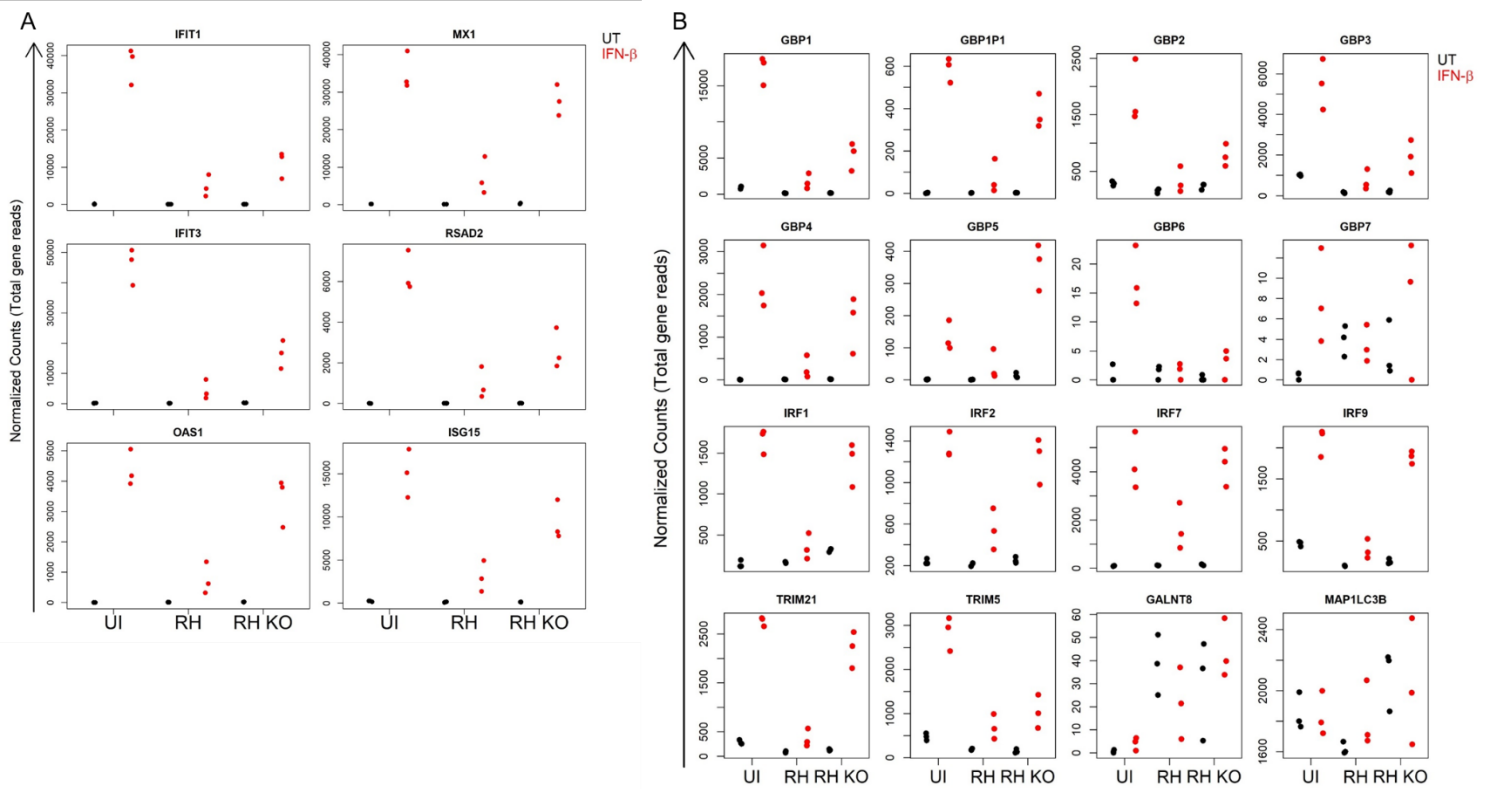 A
B
UT
IFN-β
UT
IFN-β
Normalized Counts (Total gene reads)
Normalized Counts (Total gene reads)
IFIT1
0 10000 20000 30000 40000
MX1
0 10000 20000 30000 40000
IFIT3
0 10000 30000 50000
RSAD2
0 2000 4000 6000
OAS1
0 1000 2000 3000 4000 5000
ISG15
0 5000 10000 15000
UI RH RH KO UI RH RH KO
GBP1
0 5000 15000
GBP1P1
0 200 400 600
GBP2
500 1500 2500
GBP3
0 2000 4000 6000
GBP4
0 1000 2000 3000
GBP5
0 100 200 300 400
GBP6
0 5 10 15 20
GBP7
0 2 4 6 8 10
IRF1
500 1000 1500
IRF2
200 600 1000 1400
IRF7
0 2000 4000
IRF9
500 1500
TRIM21
0 500 1500 2500
TRIM5
0 1000 2000 3000
GALNT8
0 10 20 30 40 50 60
MAP1LC3B
1600 2000 2400
UI RH RH KO UI RH RH KO UI RH RH KO UI RH RH KO